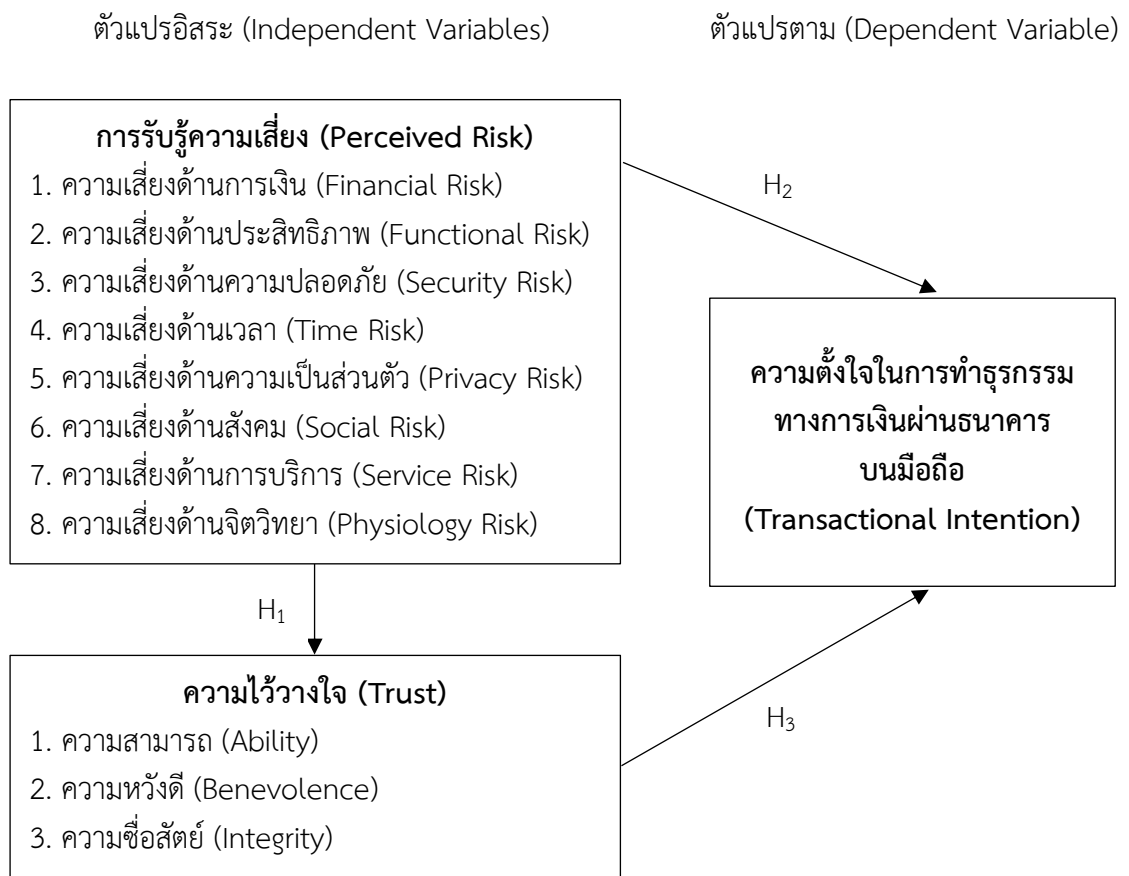 ตัวแปรอิสระ (Independent Variables)
ตัวแปรตาม (Dependent Variable)
การรับรู้ความเสี่ยง (Perceived Risk)
1. ความเสี่ยงด้านการเงิน (Financial Risk)
2. ความเสี่ยงด้านประสิทธิภาพ (Functional Risk)
3. ความเสี่ยงด้านความปลอดภัย (Security Risk)
4. ความเสี่ยงด้านเวลา (Time Risk)
5. ความเสี่ยงด้านความเป็นส่วนตัว (Privacy Risk)
6. ความเสี่ยงด้านสังคม (Social Risk)
7. ความเสี่ยงด้านการบริการ (Service Risk)
8. ความเสี่ยงด้านจิตวิทยา (Physiology Risk)
H₂
ความตั้งใจในการทำธุรกรรม
ทางการเงินผ่านธนาคาร
บนมือถือ
(Transactional Intention)
H₁
ความไว้วางใจ (Trust)
1. ความสามารถ (Ability)
2. ความหวังดี (Benevolence)
3. ความซื่อสัตย์ (Integrity)
H₃